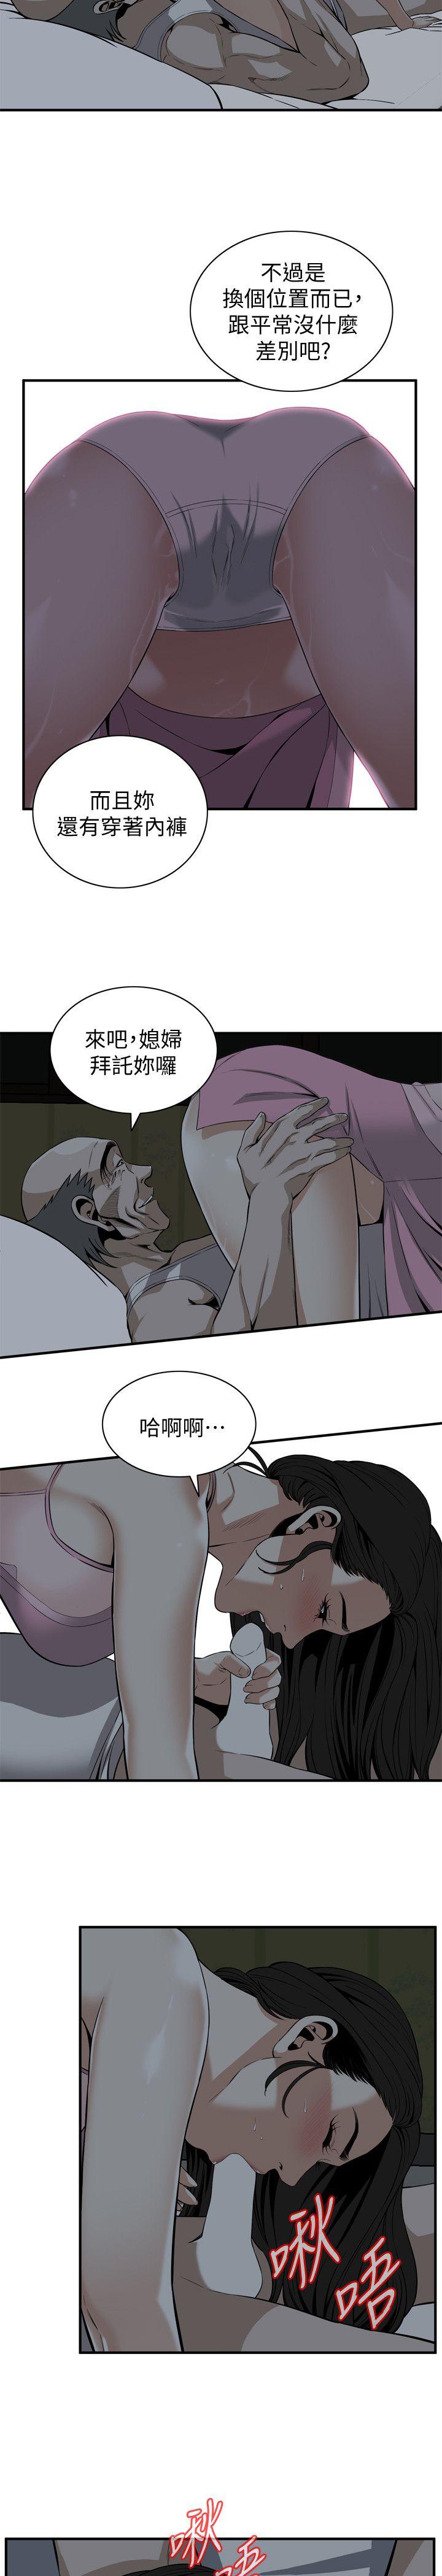 不過是
換個位置而已，
跟平常沒什麼
差別吧?
而且妳
還有穿著內褲
來吧，媳婦
拜託妳囉
哈啊啊…
啾
唔
啾
唔